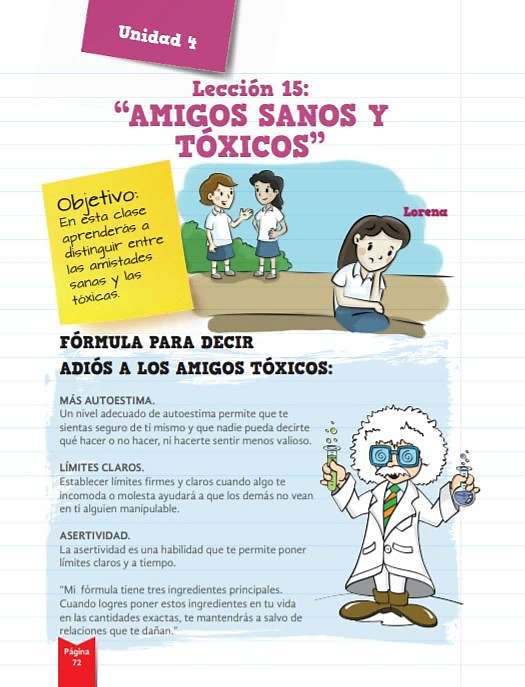 Unidad 4
Lección 15:
“AMIGOS SANOS Y
TÓXICOS”
Objetivo:
En esta clase
aprenderás a
distinguir entre
las amistades
sanas y las
tóxicas.
Lorena
FÓRMULA PARA DECIR
ADIÓS A LOS AMIGOS TÓXICOS:
MÁS AUTOESTIMA.
Un nivel adecuado de autoestima permite que te
sientas seguro de ti mismo y que nadie pueda decirte
qué hacer o no hacer, ni hacerte sentir menos valioso.
LÍMITES CLAROS.
Establecer límites firmes y claros cuando algo te
incomoda o molesta ayudará a que los demás no vean
en ti alguien manipulable.
ASERTIVIDAD.
La asertividad es una habilidad que te permite poner
límites claros y a tiempo.
“Mi fórmula tiene tres ingredientes principales.
Cuando logres poner estos ingredientes en tu vida
en las cantidades exactas, te mantendrás a salvo de
relaciones que te dañan.”
Página
72